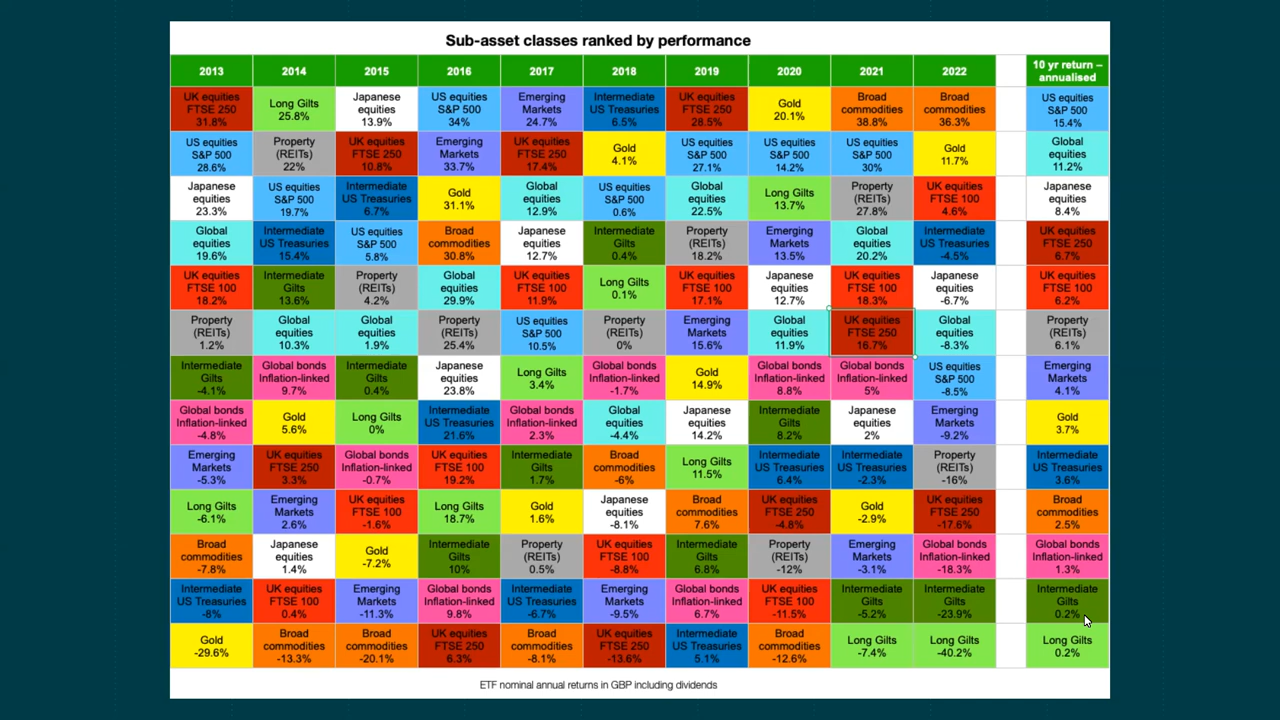 Sub-asset classes ranked by performance
2013 2014 2015 2016 2017 2018 2019 2020 2021 2022 10 yr return –
annualised
UK equities
FTSE 250
31.8%
Long Gilts
25.8%
Japanese
equities
13.9%
US equities
S&P 500
34%
Emerging
Markets
24.7%
Intermediate
US Treasuries
6.5%
UK equities
FTSE 250
28.5%
Gold
20.1%
Broad
commodities
38.8%
Broad
commodities
36.3%
US equities
S&P 500
15.4%
US equities
S&P 500
28.6%
Property
(REITs)
22%
UK equities
FTSE 250
10.8%
Emerging
Markets
33.7%
UK equities
FTSE 250
17.4%
Gold
4.1%
US equities
S&P 500
27.1%
US equities
S&P 500
14.2%
US equities
S&P 500
30%
Gold
11.7%
Global
equities
11.2%
Japanese
equities
23.3%
US equities
S&P 500
19.7%
Intermediate
US Treasuries
6.7%
Gold
31.1%
Global
equities
12.9%
US equities
S&P 500
0.6%
Global
equities
22.5%
Long Gilts
13.7%
Property
(REITs)
27.8%
UK equities
FTSE 100
4.6%
Japanese
equities
8.4%
Global
equities
19.6%
Intermediate
US Treasuries
15.4%
US equities
S&P 500
5.8%
Broad
commodities
30.8%
Japanese
equities
12.7%
Intermediate
Gilts
0.4%
Property
(REITs)
18.2%
Emerging
Markets
13.5%
Global
equities
20.2%
Intermediate
US Treasuries
-4.5%
UK equities
FTSE 250
6.7%
UK equities
FTSE 100
18.2%
Intermediate
Gilts
13.6%
Property
(REITs)
4.2%
Global
equities
29.9%
UK equities
FTSE 100
11.9%
Long Gilts
0.1%
UK equities
FTSE 100
17.1%
Japanese
equities
12.7%
UK equities
FTSE 100
18.3%
Japanese
equities
-6.7%
UK equities
FTSE 100
6.2%
Property
(REITs)
1.2%
Global
equities
10.3%
Global
equities
1.9%
Property
(REITs)
25.4%
US equities
S&P 500
10.5%
Property
(REITs)
0%
Emerging
Markets
15.6%
Global
equities
11.9%
UK equities
FTSE 250
16.7%
Global
equities
-8.3%
Property
(REITs)
6.1%
Intermediate
Gilts
-4.1%
Global bonds
Inflation-linked
9.7%
Intermediate
Gilts
0.4%
Japanese
equities
23.8%
Long Gilts
3.4%
Global bonds
Inflation-linked
-1.7%
Gold
14.9%
Global bonds
Inflation-linked
8.8%
Global bonds
Inflation-linked
5%
US equities
S&P 500
-8.5%
Emerging
Markets
4.1%
Global bonds
Inflation-linked
-4.8%
Gold
5.6%
Long Gilts
0%
Intermediate
US Treasuries
21.6%
Global bonds
Inflation-linked
2.3%
Global
equities
-4.4%
Japanese
equities
14.2%
Intermediate
Gilts
8.2%
Japanese
equities
2%
Emerging
Markets
-9.2%
Gold
3.7%
Emerging
Markets
-5.3%
UK equities
FTSE 250
3.3%
Global bonds
Inflation-linked
-0.7%
UK equities
FTSE 100
19.2%
Intermediate
Gilts
1.7%
Broad
commodities
-6%
Long Gilts
11.5%
Intermediate
US Treasuries
6.4%
Intermediate
US Treasuries
-2.3%
Property
(REITs)
-16%
Intermediate
US Treasuries
3.6%
Long Gilts
-6.1%
Emerging
Markets
2.6%
UK equities
FTSE 100
-1.6%
Long Gilts
18.7%
Gold
1.6%
Japanese
equities
-8.1%
Broad
commodities
7.6%
UK equities
FTSE 250
-4.8%
Gold
-2.9%
UK equities
FTSE 250
-17.6%
Broad
commodities
2.5%
Broad
commodities
-7.8%
Japanese
equities
1.4%
Gold
-7.2%
Intermediate
Gilts
10%
Property
(REITs)
0.5%
UK equities
FTSE 100
-8.8%
Intermediate
Gilts
6.8%
Property
(REITs)
-12%
Emerging
Markets
-3.1%
Global bonds
Inflation-linked
-18.3%
Global bonds
Inflation-linked
1.3%
Intermediate
US Treasuries
-8%
UK equities
FTSE 100
0.4%
Emerging
Markets
-11.3%
Global bonds
Inflation-linked
9.8%
Intermediate
US Treasuries
-6.7%
Emerging
Markets
-9.5%
Global bonds
Inflation-linked
6.7%
UK equities
FTSE 100
-11.5%
Intermediate
Gilts
-5.2%
Intermediate
Gilts
-23.9%
Intermediate
Gilts
0.2%
Gold
-29.6%
Broad
commodities
-13.3%
Broad
commodities
-20.1%
UK equities
FTSE 250
6.3%
Broad
commodities
-8.1%
UK equities
FTSE 250
-13.6%
Intermediate
US Treasuries
5.1%
Broad
commodities
-12.6%
Long Gilts
-7.4%
Long Gilts
-40.2%
Long Gilts
0.2%
ETF nominal annual returns in GBP including dividends